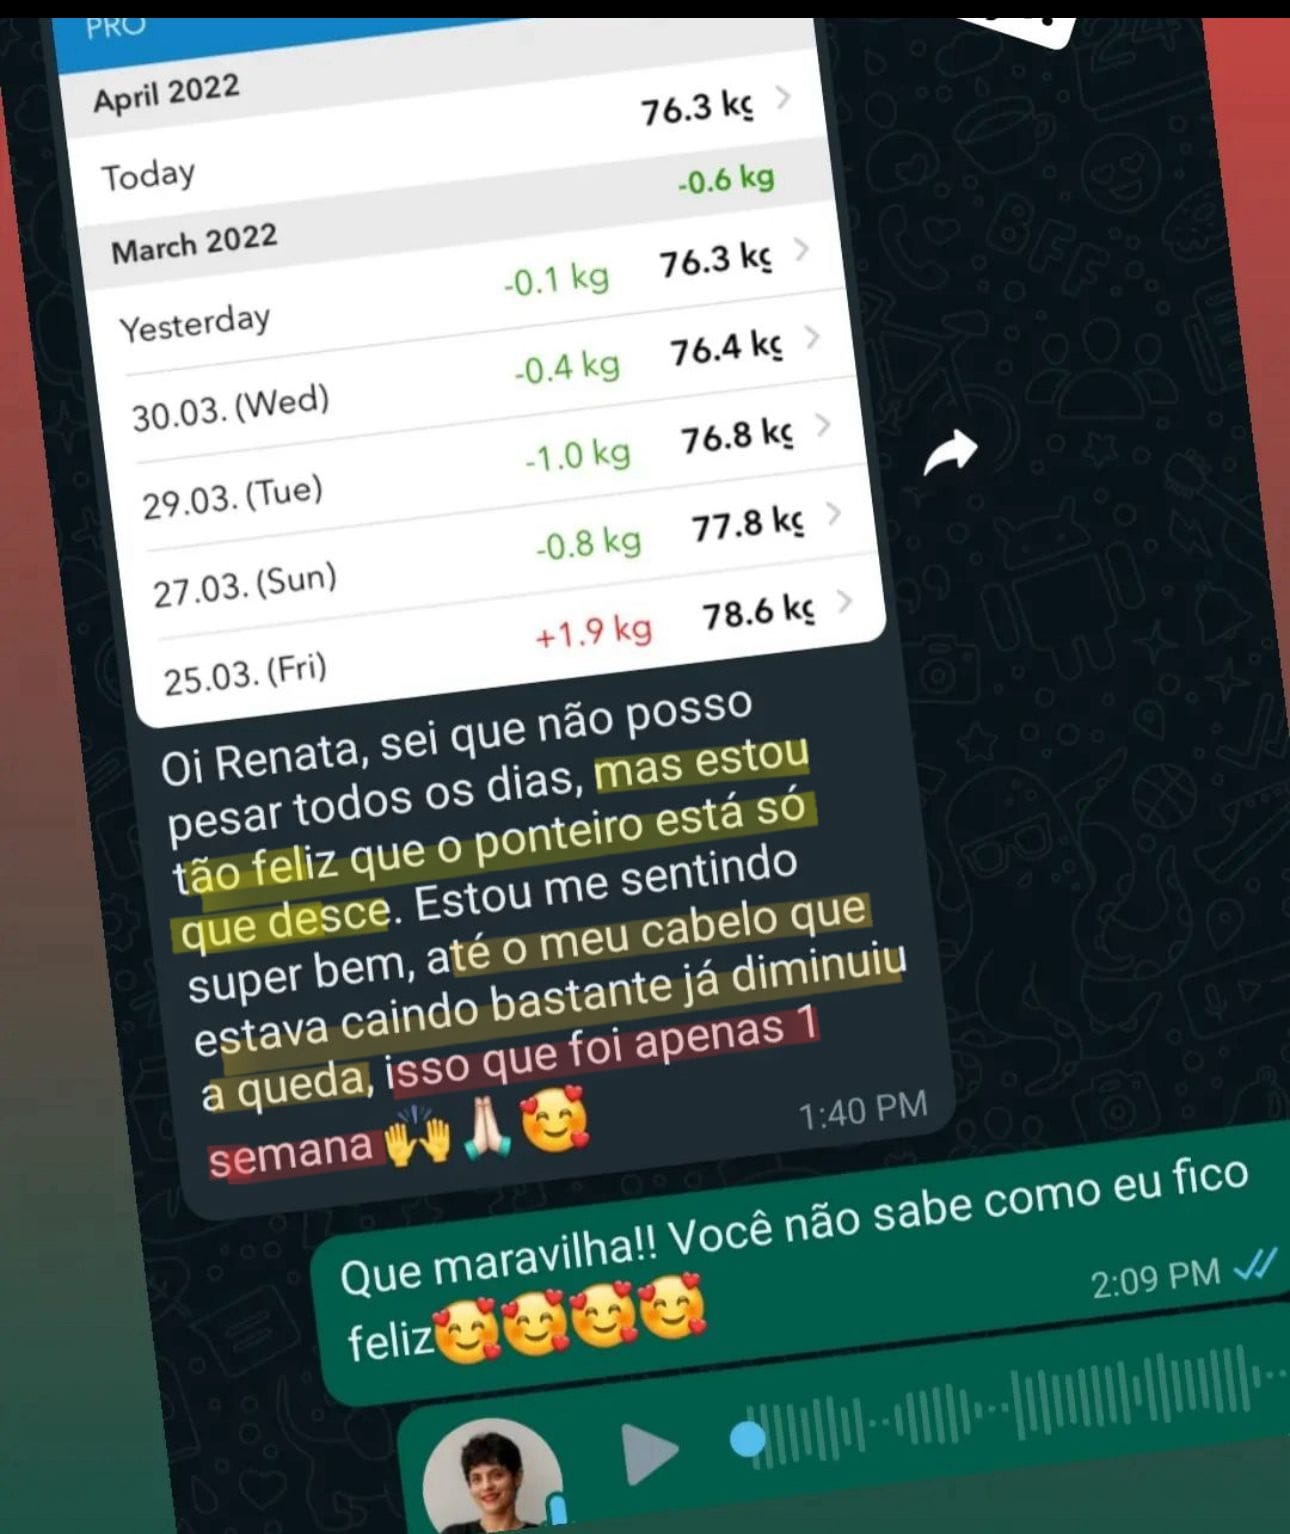 PRO
April 2022
Today 76.3 kg
March 2022 -0.6 kg
Yesterday -0.1 kg 76.3 kg
30.03. (Wed) -0.4 kg 76.4 kg
29.03. (Tue) -1.0 kg 76.8 kg
27.03. (Sun) -0.8 kg 77.8 kg
25.03. (Fri) +1.9 kg 78.6 kg
Oi Renata, sei que não posso
pesar todos os dias, mas estou
tão feliz que o ponteiro está só
que desce. Estou me sentindo
super bem, até o meu cabelo que
estava caindo bastante já diminuiu
a queda, isso que foi apenas 1
semana 🙌🙏🥰
1:40 PM
Que maravilha!! Você não sabe como eu fico
feliz🥰🥰🥰🥰
2:09 PM